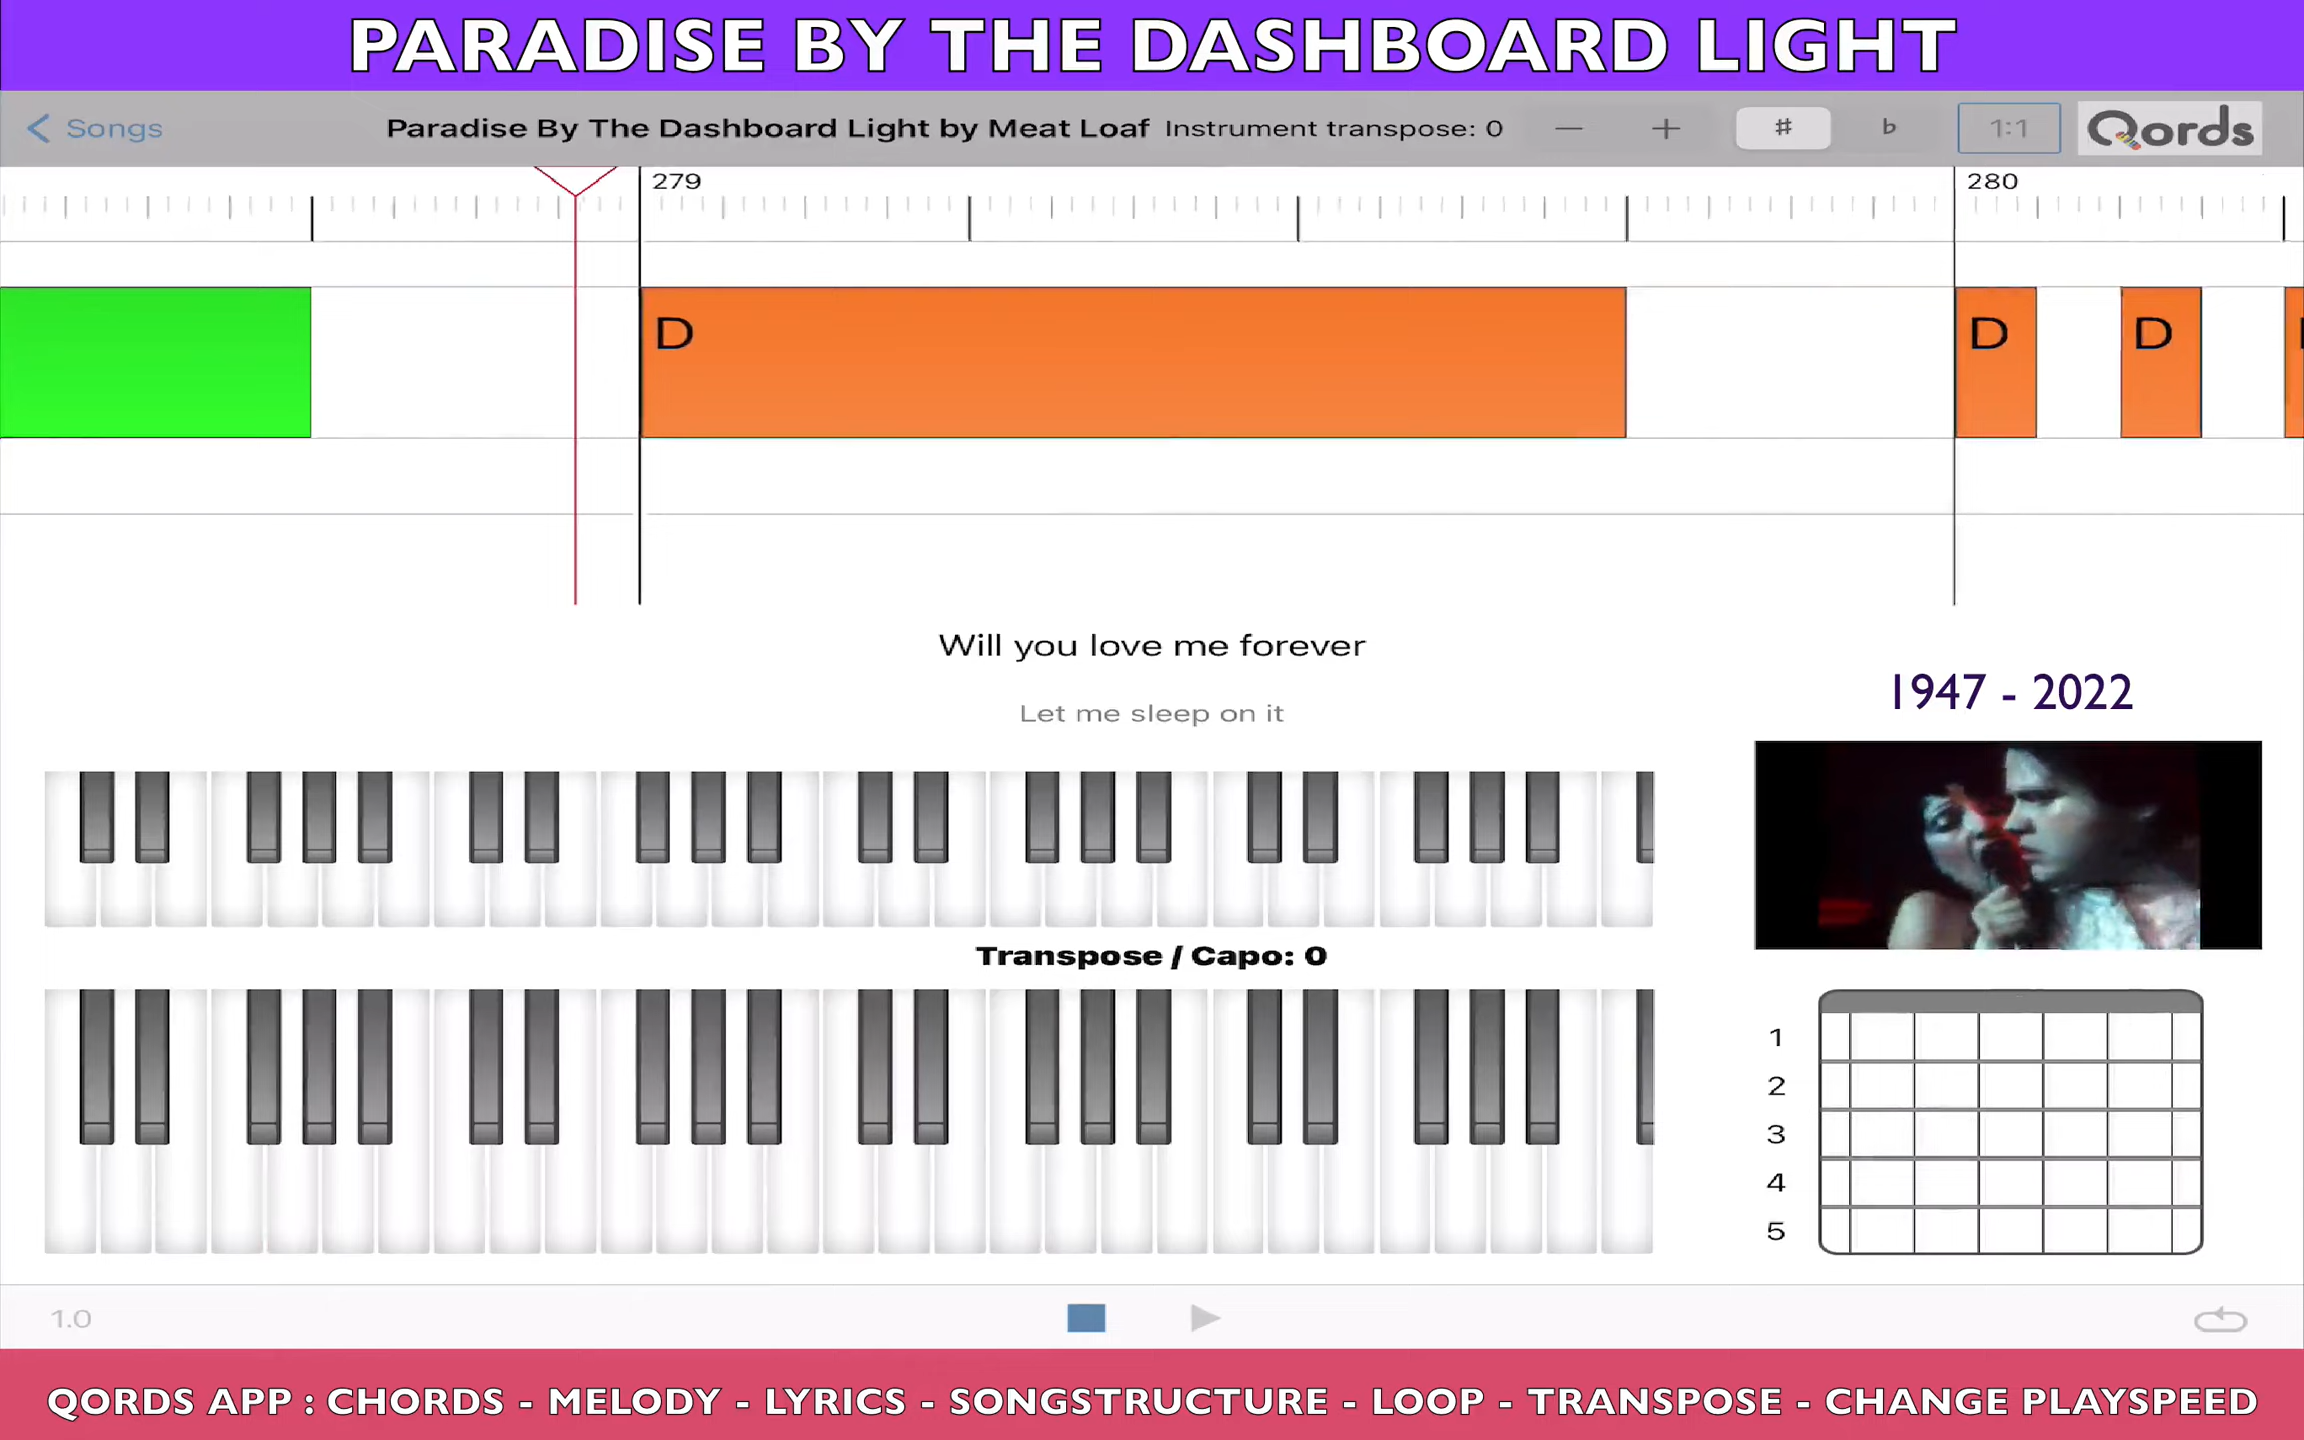 PARADISE BY THE DASHBOARD LIGHT
< Songs Paradise By The Dashboard Light by Meat Loaf Instrument transpose: 0 — + # b 1:1 Qords
279 280
D D D
Will you love me forever
Let me sleep on it
1947 - 2022
Transpose / Capo: 0
1
2
3
4
5
1.0
QORDS APP : CHORDS - MELODY - LYRICS - SONGSTRUCTURE - LOOP - TRANSPOSE - CHANGE PLAYSPEED